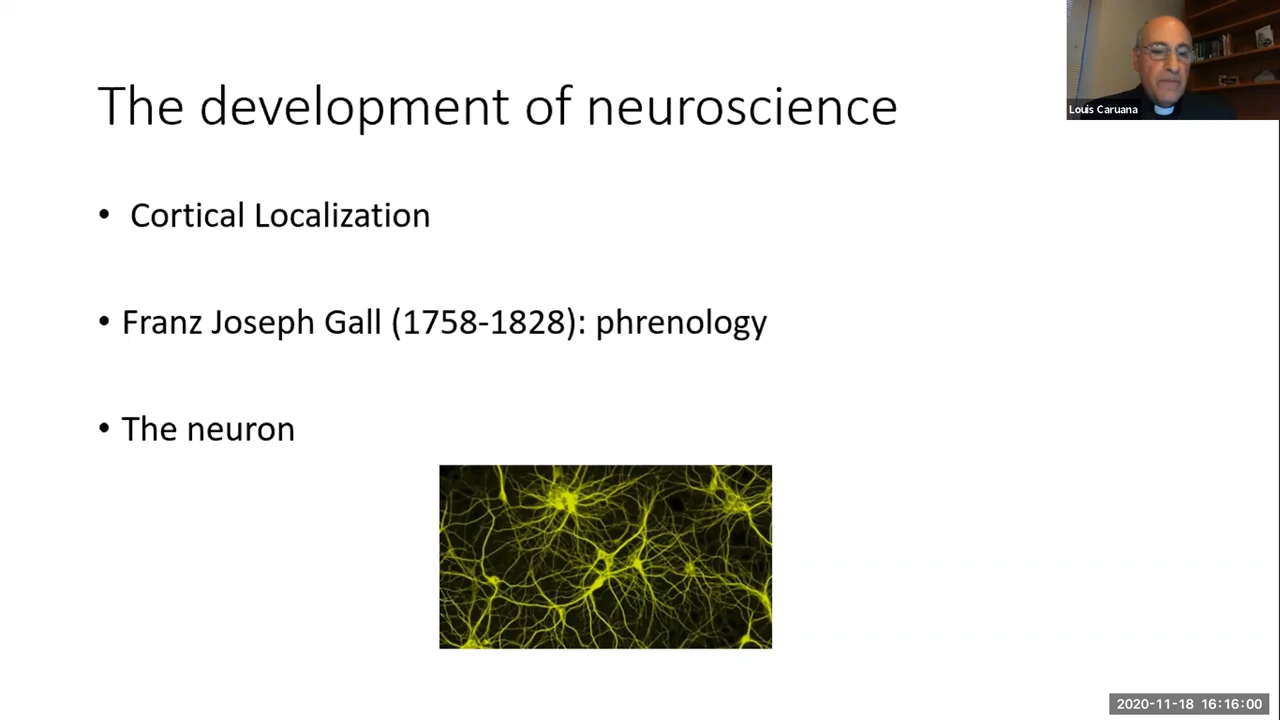 The development of neuroscience
Louis Caruana
• Cortical Localization
• Franz Joseph Gall (1758-1828): phrenology
• The neuron
2020-11-18 16:16:00